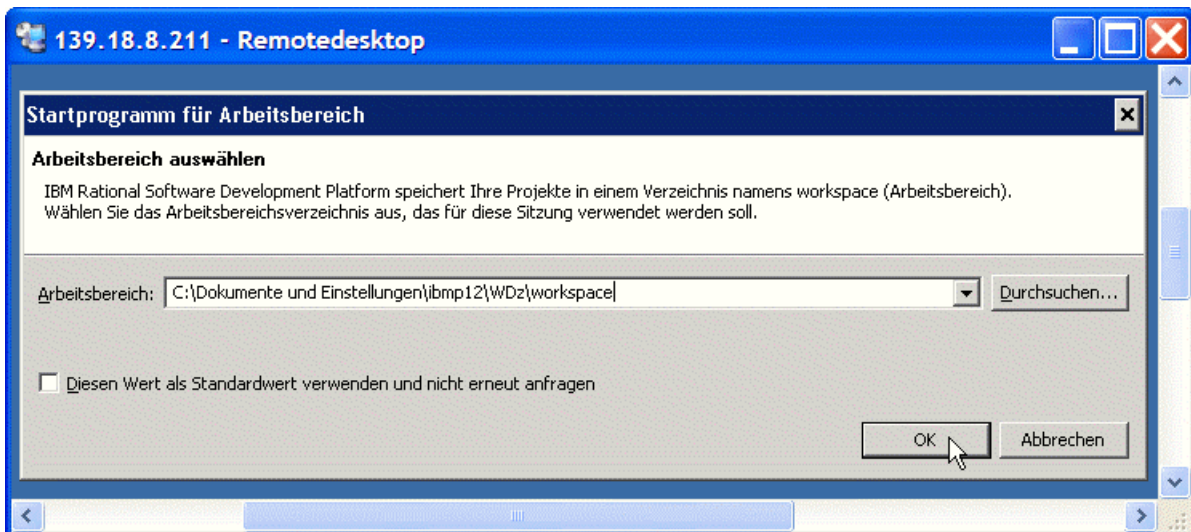 139.18.8.211 - Remotedesktop
Startprogramm für Arbeitsbereich
Arbeitsbereich auswählen
IBM Rational Software Development Platform speichert Ihre Projekte in einem Verzeichnis namens workspace (Arbeitsbereich).
Wählen Sie das Arbeitsbereichsverzeichnis aus, das für diese Sitzung verwendet werden soll.
Arbeitsbereich: C:\Dokumente und Einstellungen\ibmp12\WDz\workspace Durchsuchen...
Diesen Wert als Standardwert verwenden und nicht erneut anfragen
OK Abbrechen